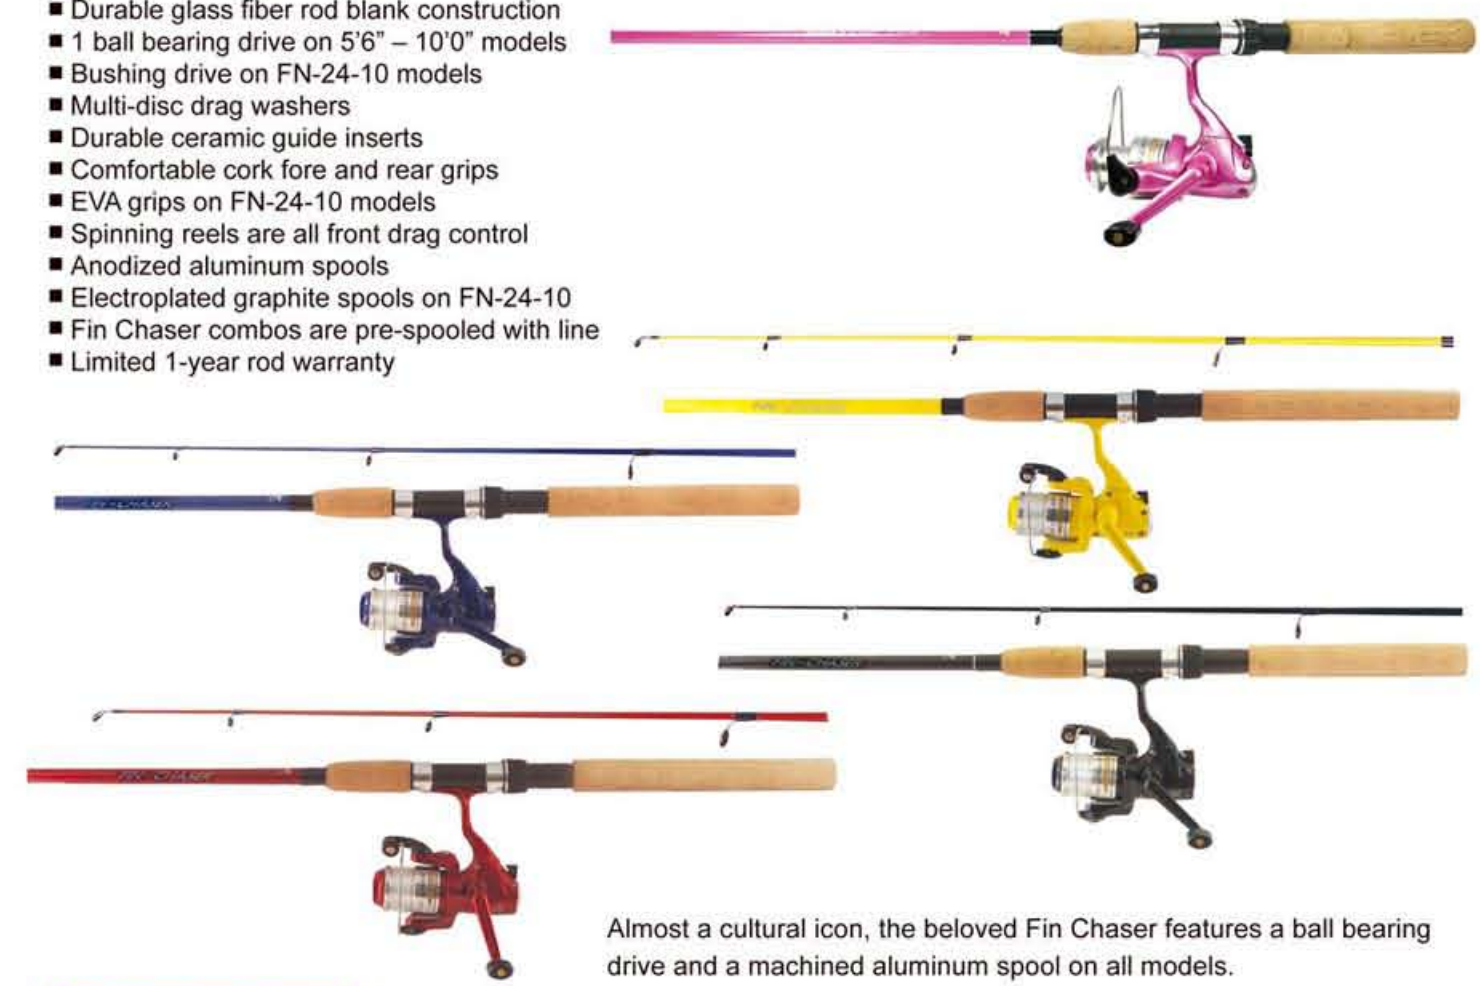 ■ Durable glass fiber rod blank construction
■ 1 ball bearing drive on 5’6” – 10’0” models
■ Bushing drive on FN-24-10 models
■ Multi-disc drag washers
■ Durable ceramic guide inserts
■ Comfortable cork fore and rear grips
■ EVA grips on FN-24-10 models
■ Spinning reels are all front drag control
■ Anodized aluminum spools
■ Electroplated graphite spools on FN-24-10
■ Fin Chaser combos are pre-spooled with line
■ Limited 1-year rod warranty
FIN-CHASER
FIN-CHASER
Almost a cultural icon, the beloved Fin Chaser features a ball bearing
drive and a machined aluminum spool on all models.